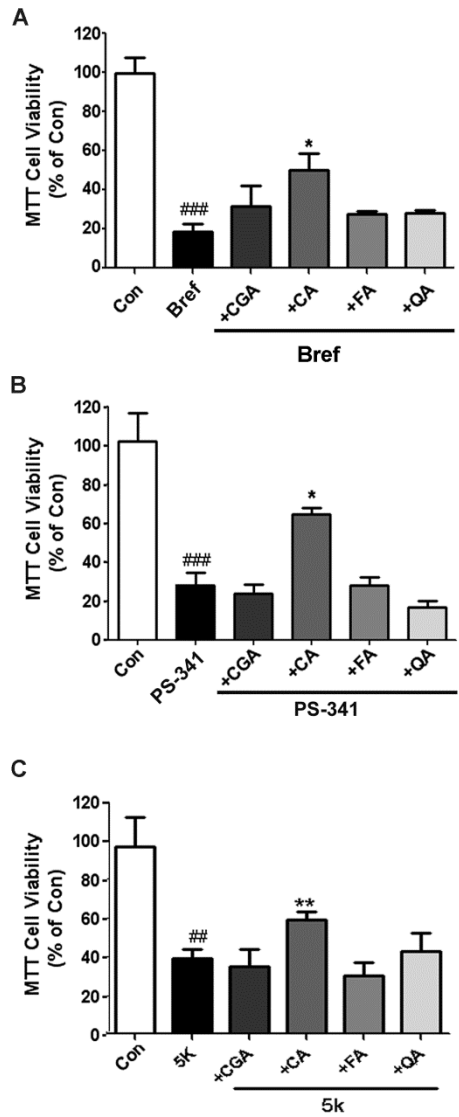 A
MTT Cell Viability
(% of Con)
120
100
80
60
40
20
0
###
*
Con
Bref
+CGA
+CA
+FA
+QA
Bref
B
MTT Cell Viability
(% of Con)
120
100
80
60
40
20
0
###
*
Con
PS-341
+CGA
+CA
+FA
+QA
PS-341
C
MTT Cell Viability
(% of Con)
120
100
80
60
40
20
0
##
**
Con
5K
+CGA
+CA
+FA
+QA
5k